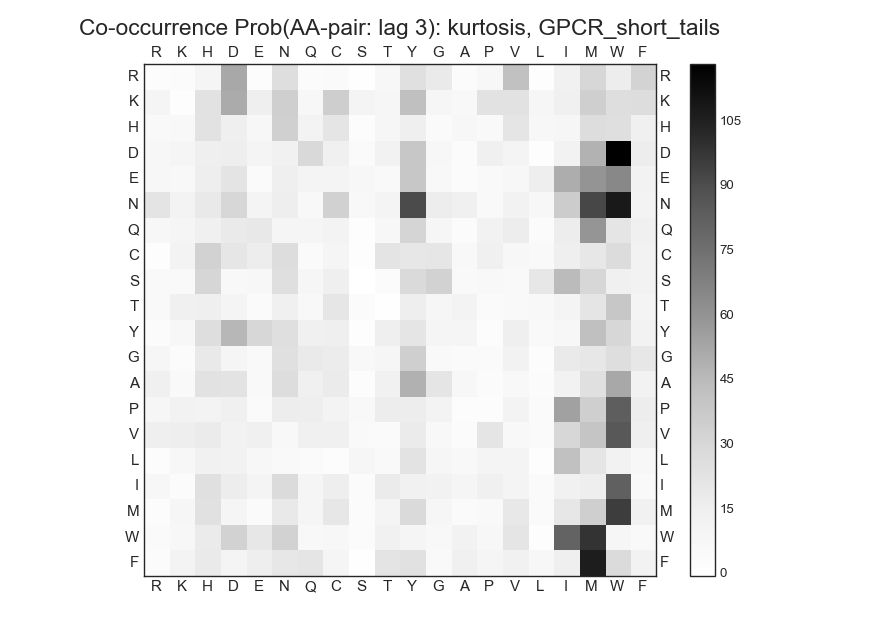 Co-occurrence Prob(AA-pair: lag 3): kurtosis, GPCR_short_tails
R K H D E N Q C S T Y G A P V L I M W F
R R
K K
H H
105
D D
E E
90
N N
Q Q
75
C C
S S
60
T T
Y Y
G G
45
A A
P P
V V
30
L L
I I
15
M M
W W
F F
0
R K H D E N Q C S T Y G A P V L I M W F